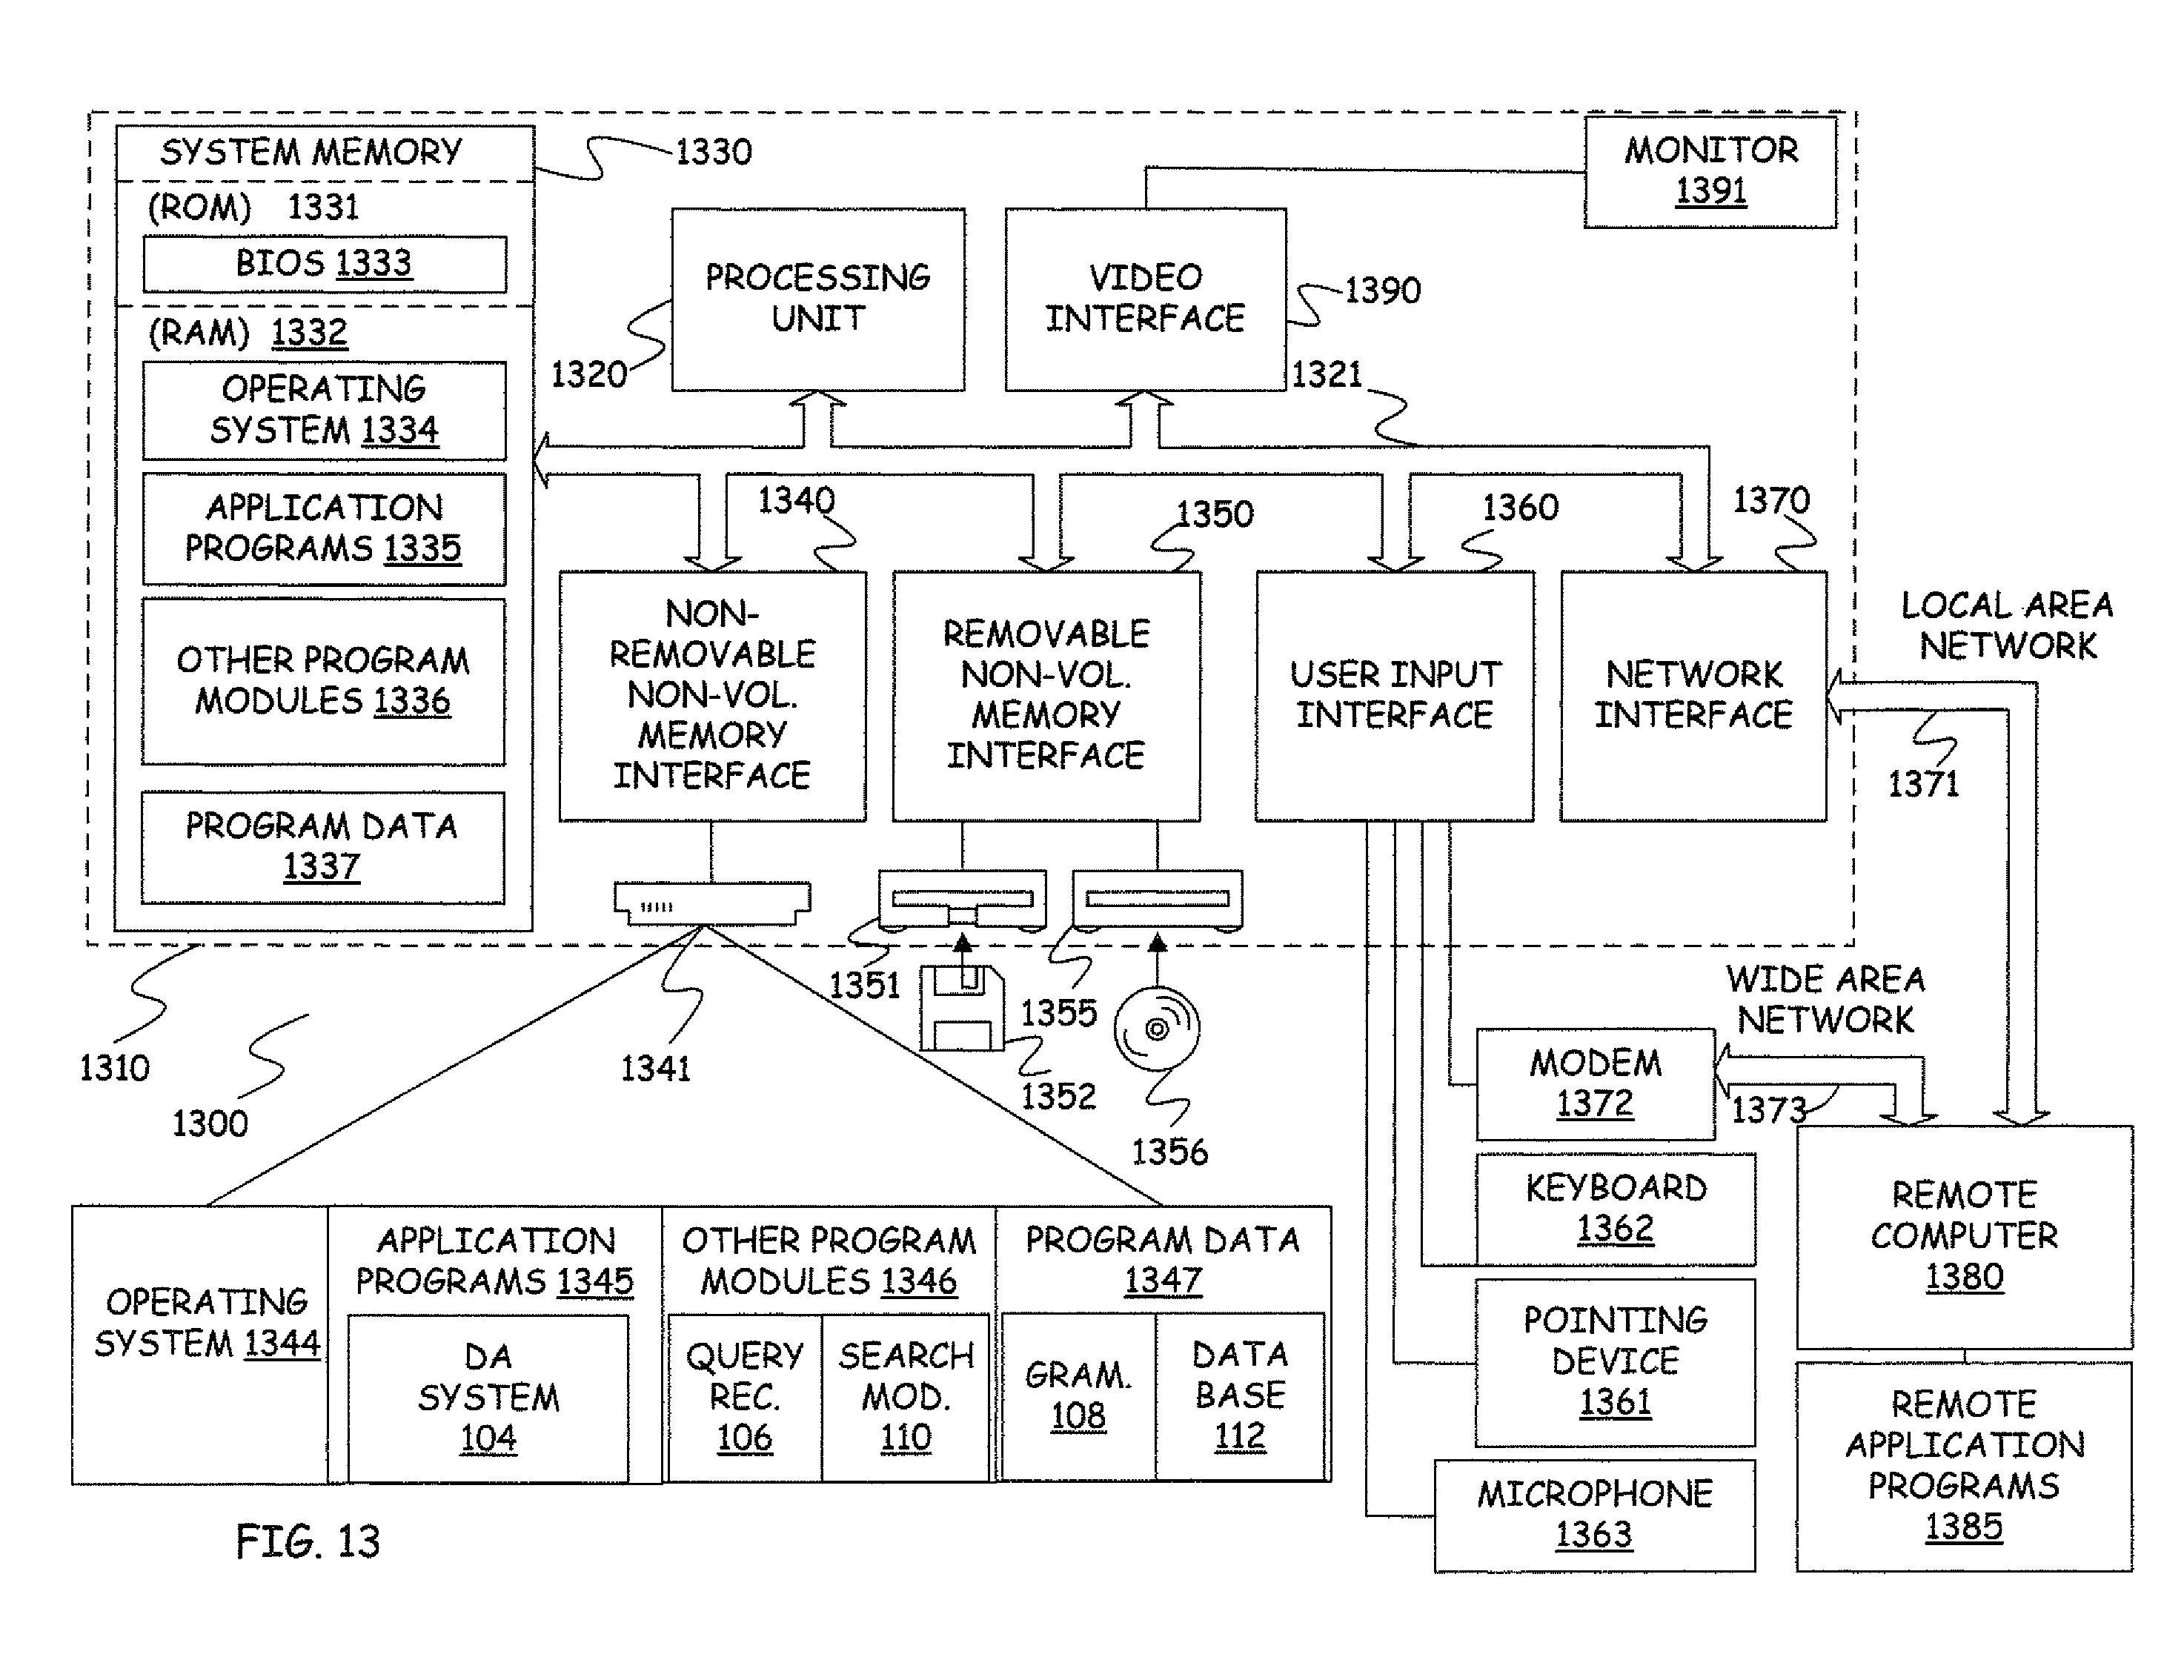 SYSTEM MEMORY
1330
(ROM) 1331
BIOS 1333
(RAM) 1332
OPERATING
SYSTEM 1334
APPLICATION
PROGRAMS 1335
OTHER PROGRAM
MODULES 1336
PROGRAM DATA
1337
PROCESSING
UNIT
1320
VIDEO
INTERFACE
1390
MONITOR
1391
1321
1340
1350
1360
1370
NON-
REMOVABLE
NON-VOL.
MEMORY
INTERFACE
REMOVABLE
NON-VOL.
MEMORY
INTERFACE
USER INPUT
INTERFACE
NETWORK
INTERFACE
LOCAL AREA
NETWORK
1371
1351
1355
1352
1356
1341
1310
1300
WIDE AREA
NETWORK
MODEM
1372
1373
KEYBOARD
1362
POINTING
DEVICE
1361
MICROPHONE
1363
REMOTE
COMPUTER
1380
REMOTE
APPLICATION
PROGRAMS
1385
OPERATING
SYSTEM 1344
APPLICATION
PROGRAMS 1345
DA
SYSTEM
104
OTHER PROGRAM
MODULES 1346
QUERY
REC.
106
SEARCH
MOD.
110
PROGRAM DATA
1347
GRAM.
108
DATA
BASE
112
FIG. 13